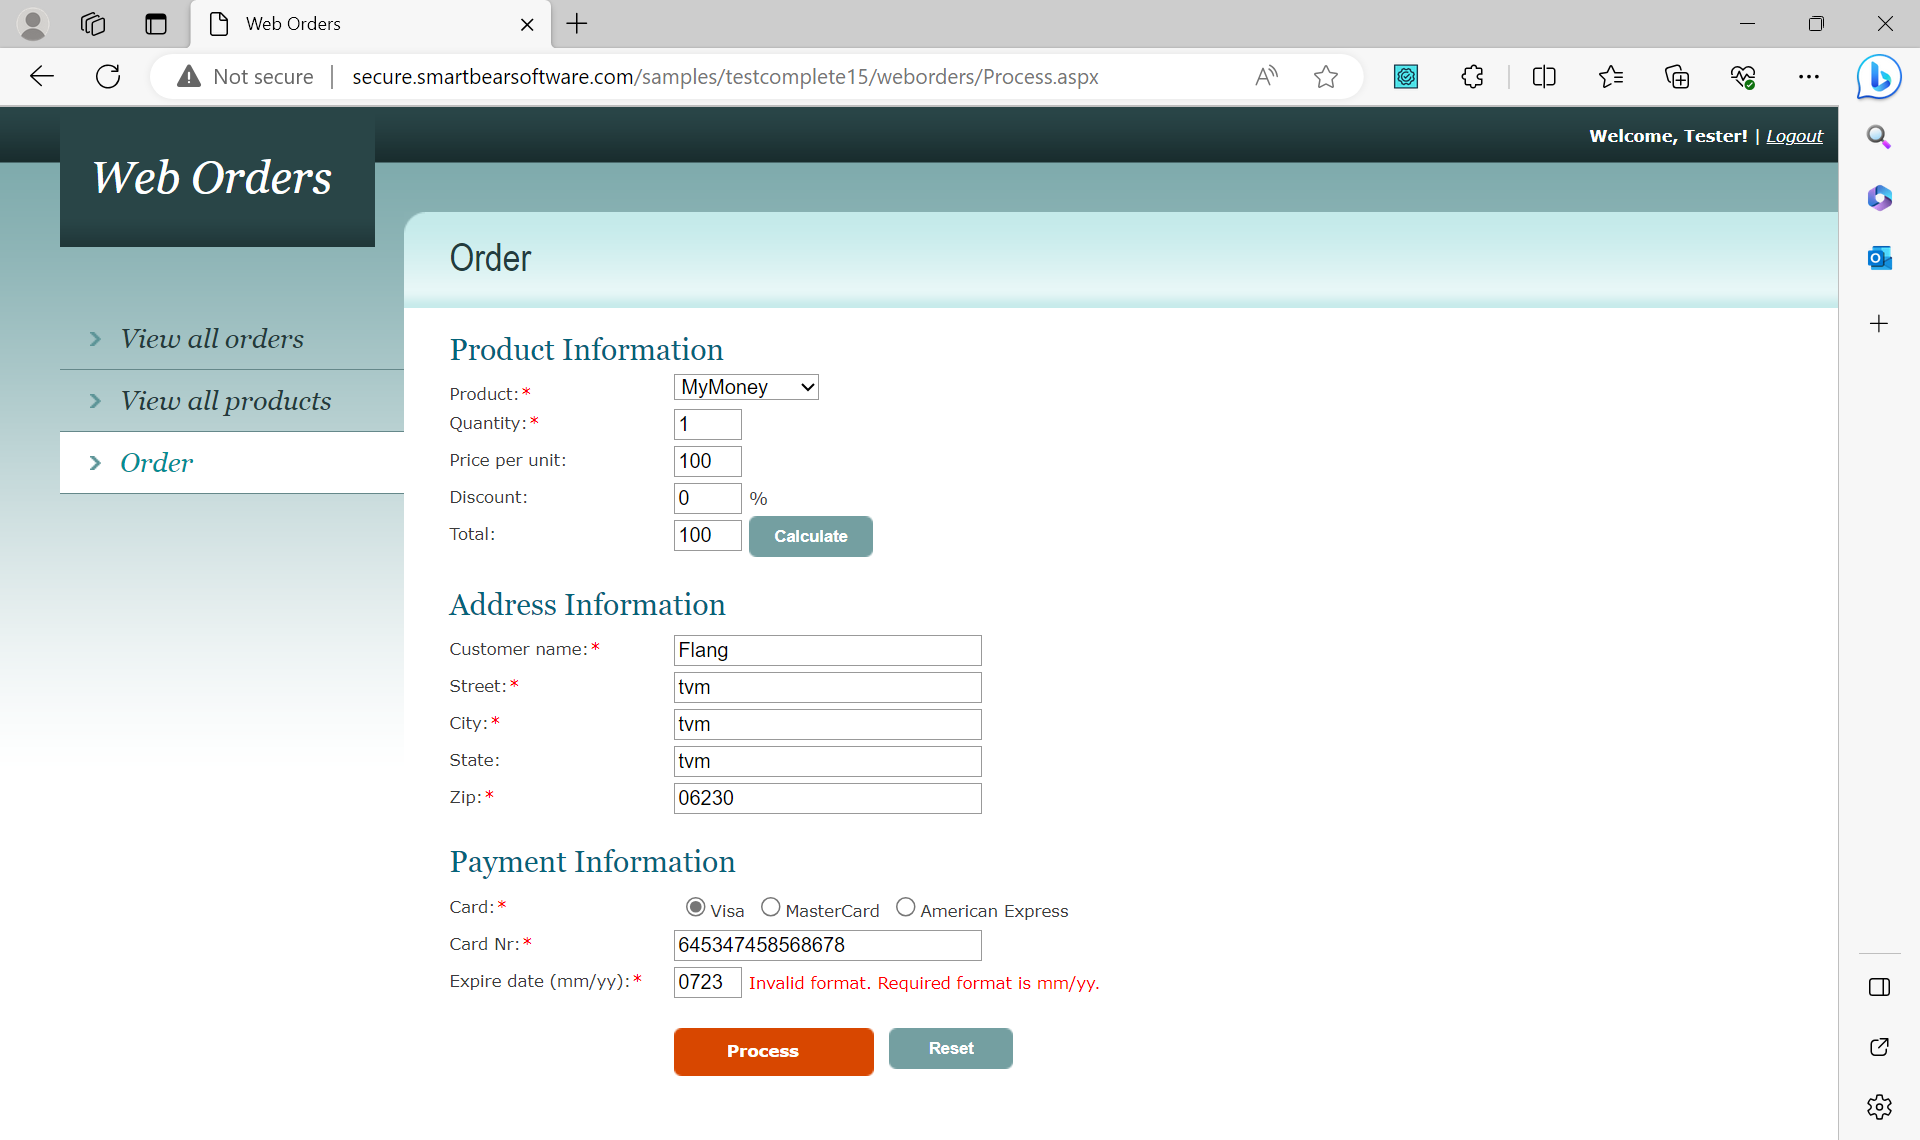 Web Orders
Not secure
secure.smartbearsoftware.com/samples/testcomplete15/weborders/Process.aspx
Welcome, Tester! | Logout
Web Orders
Order
View all orders
View all products
Order
Product Information
Product:* MyMoney
Quantity:* 1
Price per unit: 100
Discount: 0 %
Total: 100 Calculate
Address Information
Customer name:* Flang
Street:* tvm
City:* tvm
State: tvm
Zip:* 06230
Payment Information
Card:* Visa MasterCard American Express
Card Nr:* 645347458568678
Expire date (mm/yy):* 0723 Invalid format. Required format is mm/yy.
Process Reset